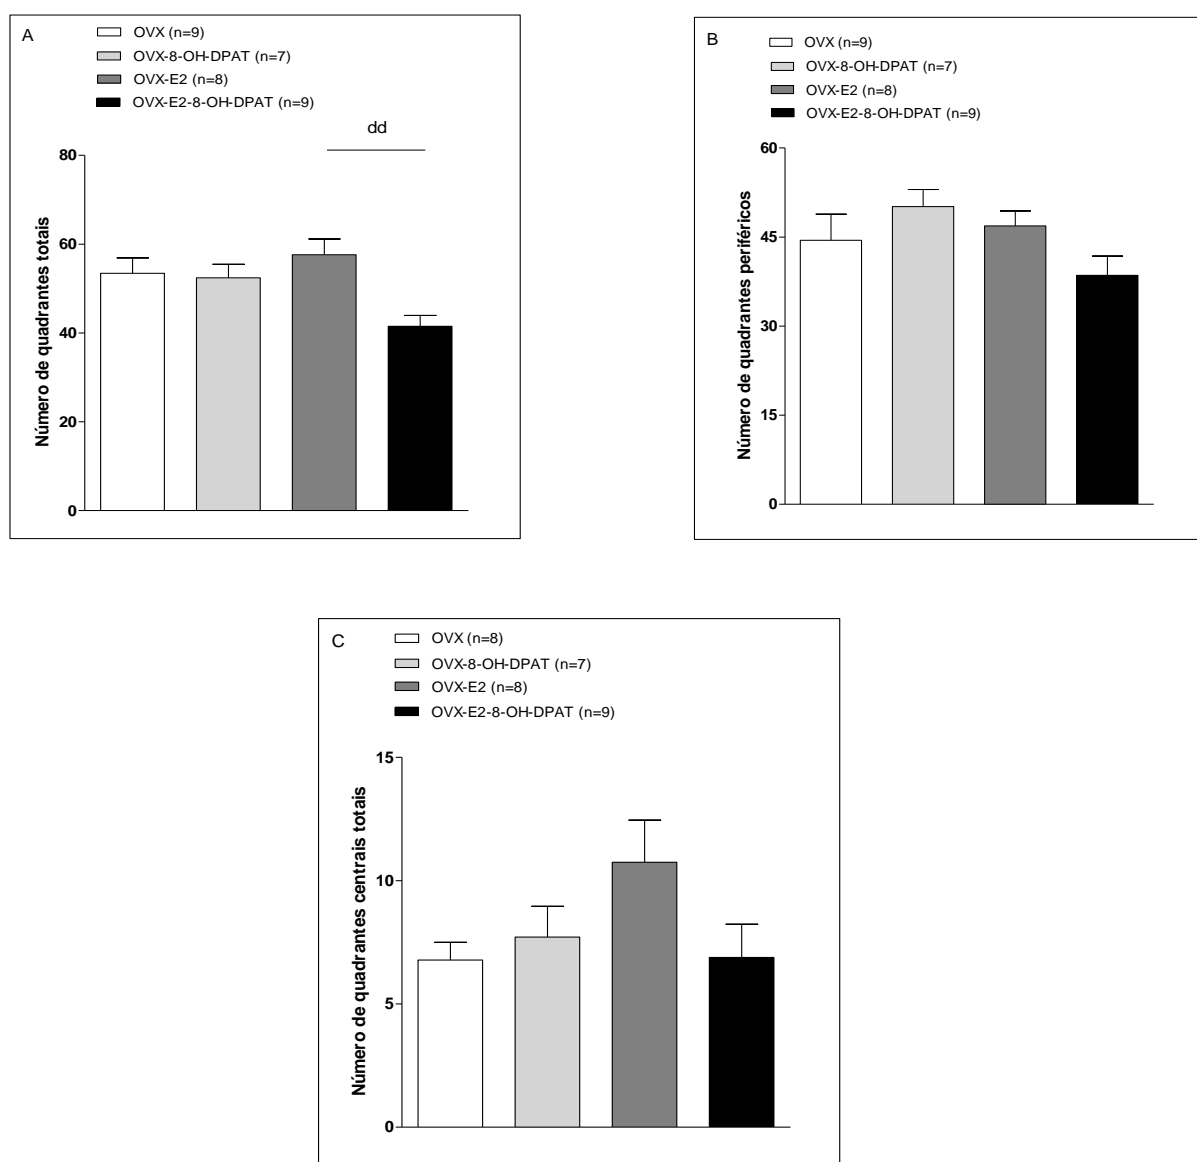 A
OVX (n=9)
OVX-8-OH-DPAT (n=7)
OVX-E2 (n=8)
OVX-E2-8-OH-DPAT (n=9)
dd
80
60
40
20
0
Número de quadrantes totais
B
OVX (n=9)
OVX-8-OH-DPAT (n=7)
OVX-E2 (n=8)
OVX-E2-8-OH-DPAT (n=9)
60
45
30
15
0
Número de quadrantes periféricos
C
OVX (n=8)
OVX-8-OH-DPAT (n=7)
OVX-E2 (n=8)
OVX-E2-8-OH-DPAT (n=9)
15
10
5
0
Número de quadrantes centrais totais